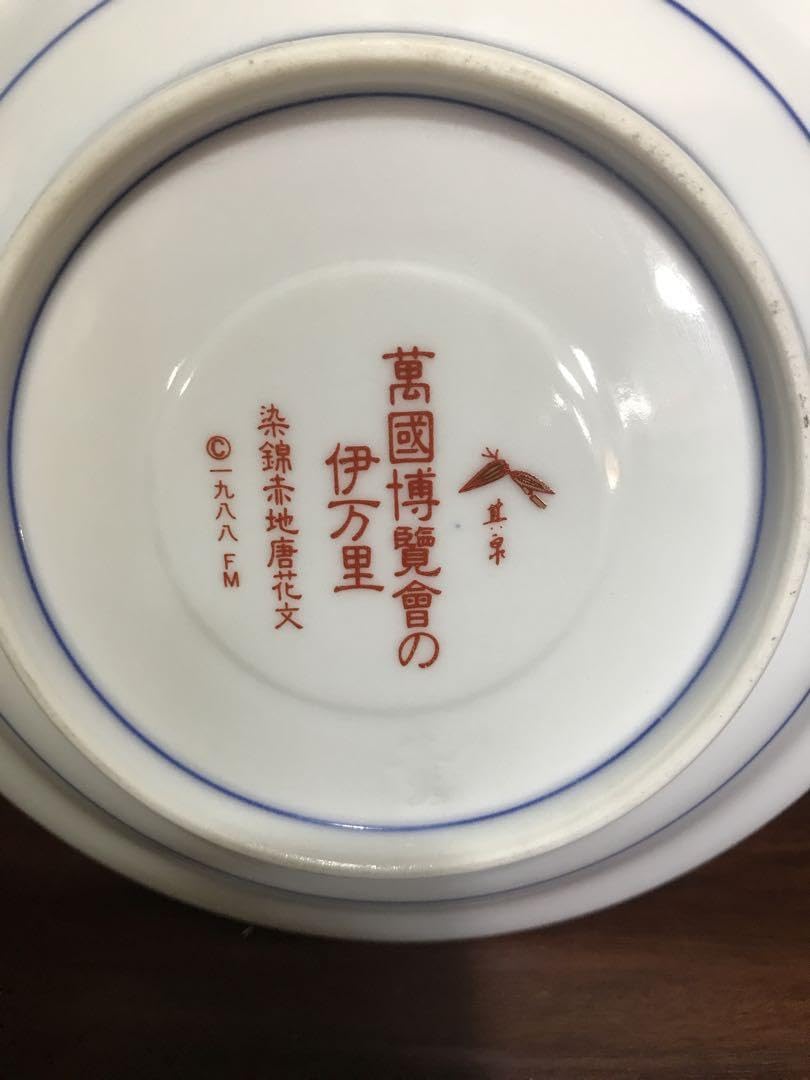 其泉
萬國博覽會の
伊万里
染錦赤地唐花文
©一九八八 FM